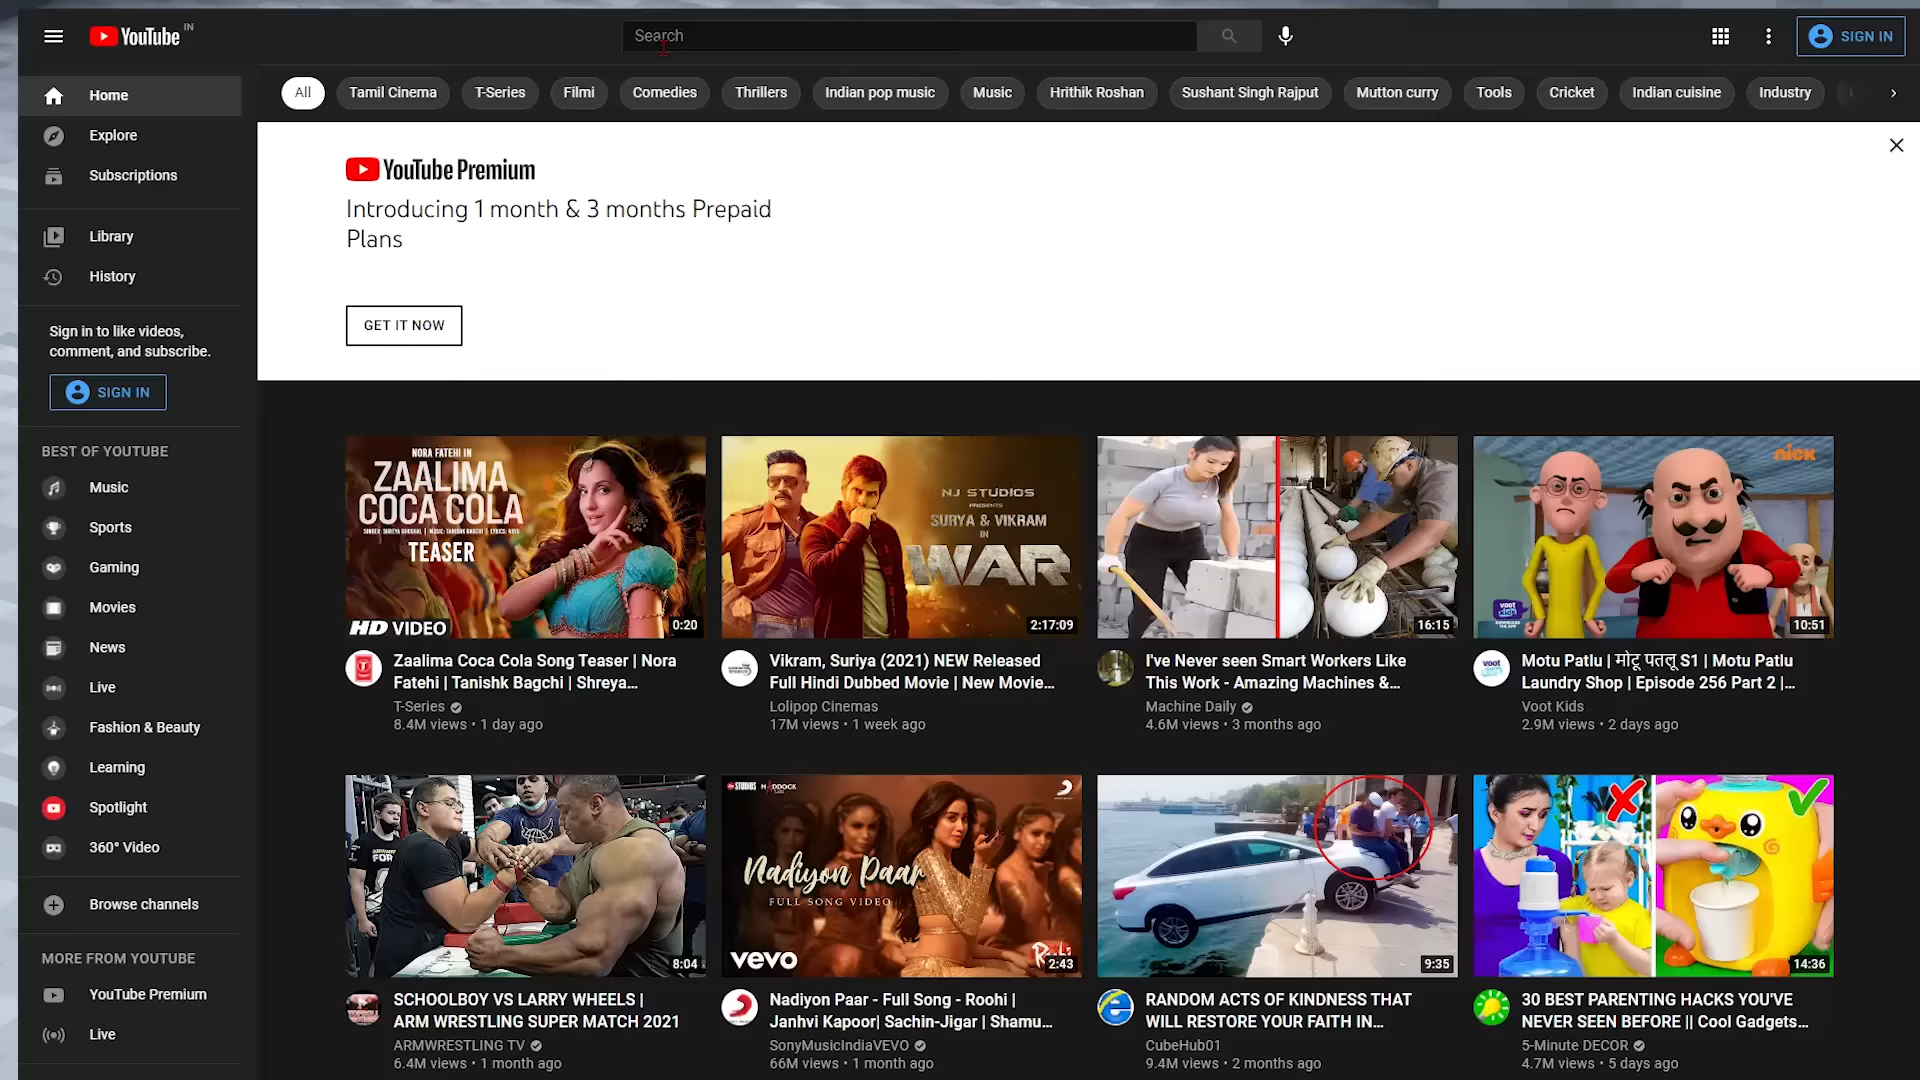 YouTube IN
Search
SIGN IN
Home
Explore
Subscriptions
Library
History
Sign in to like videos,
comment, and subscribe.
SIGN IN
BEST OF YOUTUBE
Music
Sports
Gaming
Movies
News
Live
Fashion & Beauty
Learning
Spotlight
360° Video
Browse channels
MORE FROM YOUTUBE
YouTube Premium
Live
All
Tamil Cinema
T-Series
Filmi
Comedies
Thrillers
Indian pop music
Music
Hrithik Roshan
Sushant Singh Rajput
Mutton curry
Tools
Cricket
Indian cuisine
Industry
YouTube Premium
Introducing 1 month & 3 months Prepaid
Plans
GET IT NOW
NORA FATEHI IN
ZAALIMA
COCA COLA
TEASER
HD VIDEO
0:20
Zaalima Coca Cola Song Teaser | Nora
Fatehi | Tanishk Bagchi | Shreya...
T-Series
8.4M views • 1 day ago
NJ STUDIOS
PRESENTS
SURYA & VIKRAM
IN
WAR
2:17:09
Vikram, Suriya (2021) NEW Released
Full Hindi Dubbed Movie | New Movie...
Lolipop Cinemas
17M views • 1 week ago
16:15
I've Never seen Smart Workers Like
This Work - Amazing Machines &...
Machine Daily
4.6M views • 3 months ago
nick
voot
kids
10:51
voot
Motu Patlu | मोटू पतलू S1 | Motu Patlu
Laundry Shop | Episode 256 Part 2 |...
Voot Kids
2.9M views • 2 days ago
8:04
SCHOOLBOY VS LARRY WHEELS |
ARM WRESTLING SUPER MATCH 2021
ARMWRESTLING TV
6.4M views • 1 month ago
Nadiyon Paar
FULL SONG VIDEO
vevo
2:43
Nadiyon Paar - Full Song - Roohi |
Janhvi Kapoor| Sachin-Jigar | Shamu...
SonyMusicIndiaVEVO
66M views • 1 month ago
9:35
RANDOM ACTS OF KINDNESS THAT
WILL RESTORE YOUR FAITH IN...
CubeHub01
9.4M views • 2 months ago
14:36
30 BEST PARENTING HACKS YOU'VE
NEVER SEEN BEFORE || Cool Gadgets...
5-Minute DECOR
4.7M views • 5 days ago